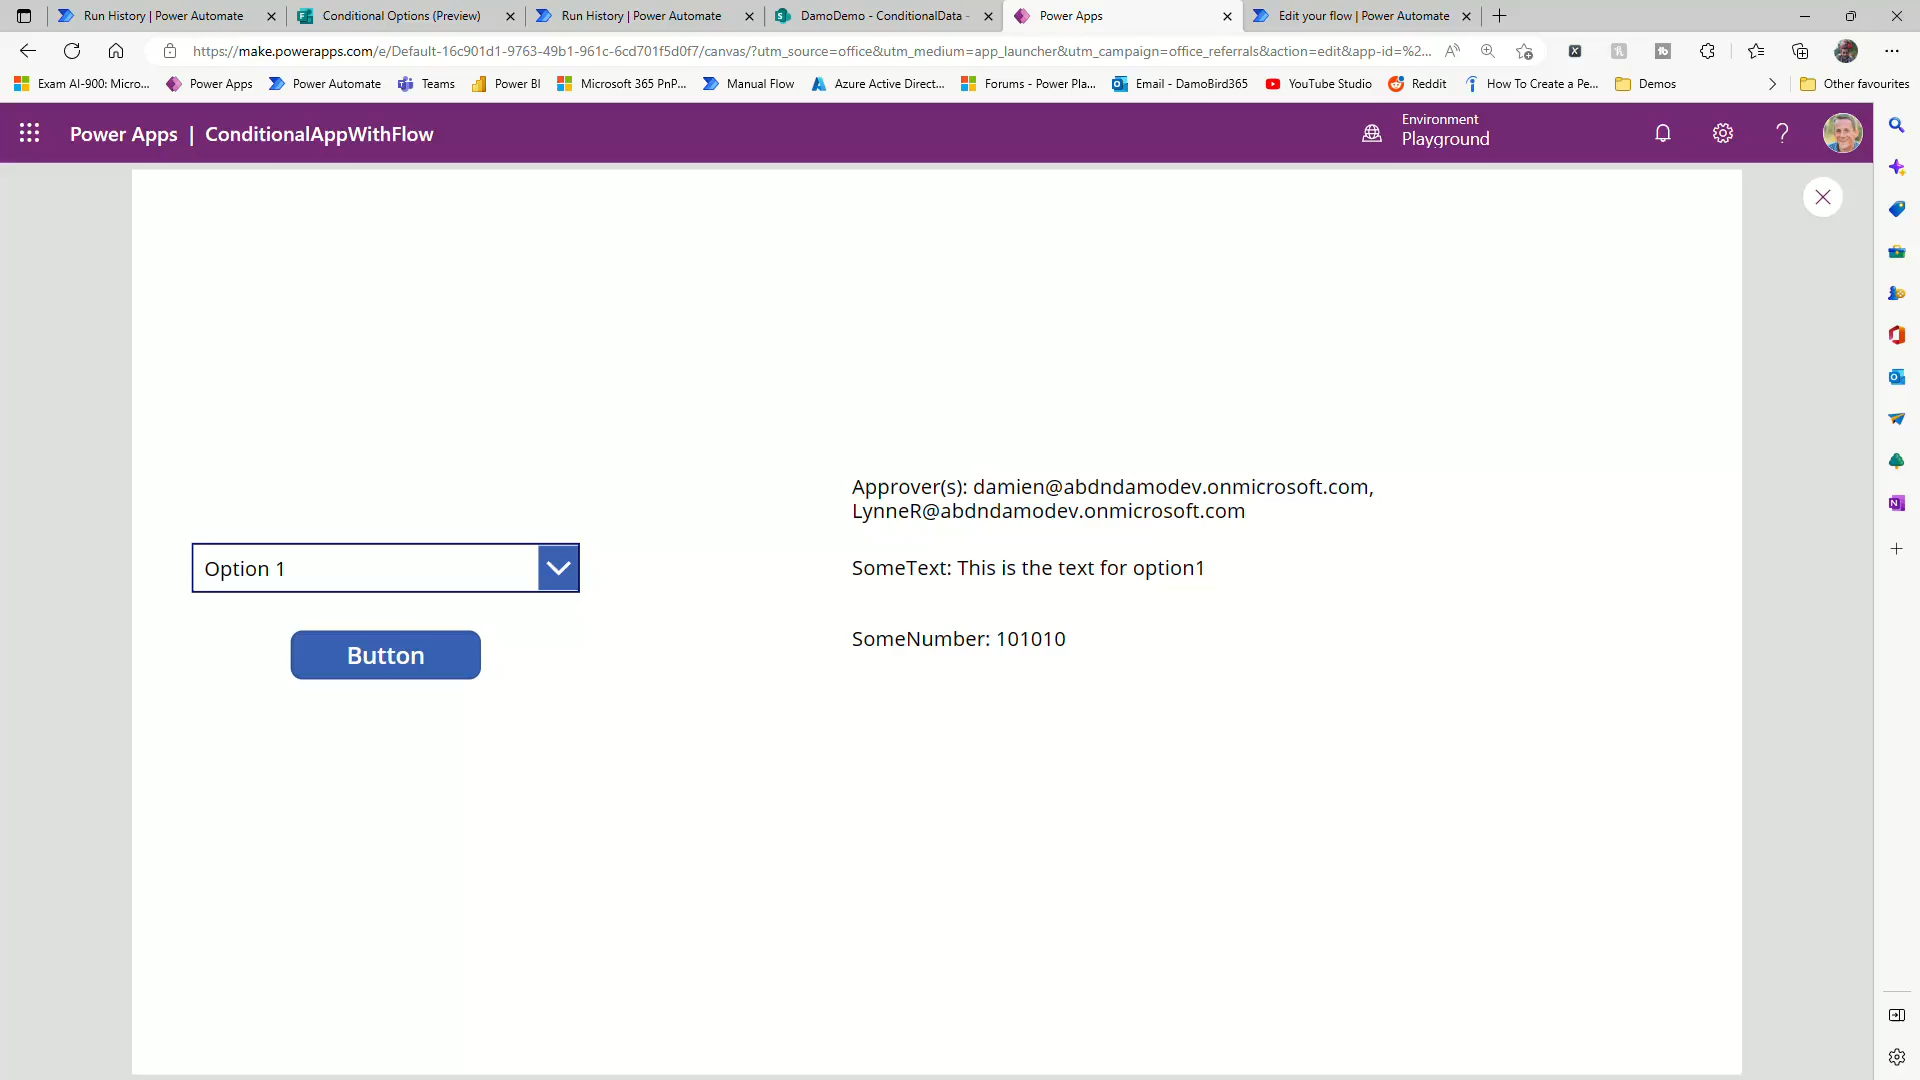 Run History | Power Automate
Conditional Options (Preview)
Run History | Power Automate
DamoDemo - ConditionalData -
Power Apps
Edit your flow | Power Automate
https://make.powerapps.com/e/Default-16c901d1-9763-49b1-961c-6cd701f5d0f7/canvas/?utm_source=office&utm_medium=app_launcher&utm_campaign=office_referrals&action=edit&app-id=%2...
Exam AI-900: Micro...
Power Apps
Power Automate
Teams
Power BI
Microsoft 365 PnP...
Manual Flow
Azure Active Direct...
Forums - Power Pla...
Email - DamoBird365
YouTube Studio
Reddit
How To Create a Pe...
Demos
Other favourites
Power Apps | ConditionalAppWithFlow
Environment
Playground
Approver(s): damien@abdndamodev.onmicrosoft.com,
LynneR@abdndamodev.onmicrosoft.com
Option 1
SomeText: This is the text for option1
SomeNumber: 101010
Button